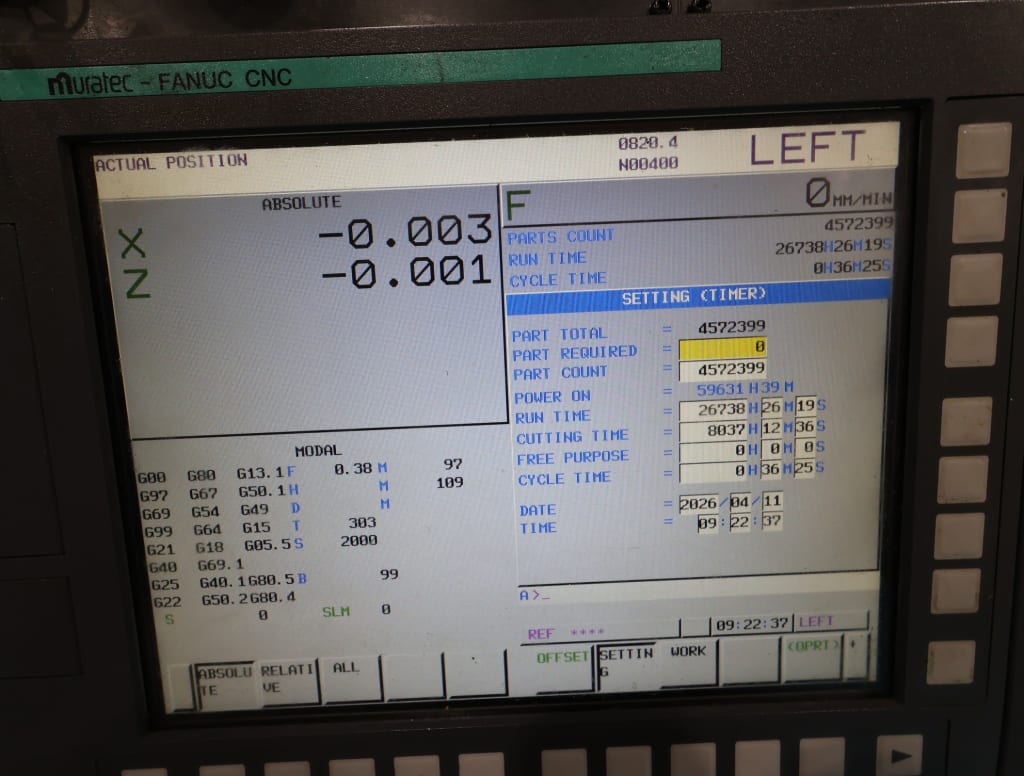 muratec - FANUC CNC
ACTUAL POSITION
O820.4
N00400
LEFT
ABSOLUTE
X -0.003
Z -0.001
F 0 MM/MIN
PARTS COUNT 4572399
RUN TIME 26738H26M19S
CYCLE TIME 0H36M25S
SETTING (TIMER)
PART TOTAL = 4572399
PART REQUIRED = 0
PART COUNT = 4572399
POWER ON = 59631H39M
RUN TIME = 26738H26M19S
CUTTING TIME = 8037H12M36S
FREE PURPOSE = 0H 0M 0S
CYCLE TIME = 0H36M25S
DATE = 2026/04/11
TIME = 09:22:37
MODAL
G00 G80 G13.1 F 0.38 M 97
G97 G67 G50.1 H M 109
G69 G54 G49 D M
G99 G64 G15 T 303
G21 G18 G05.5 S 2000
G40 G69.1
G25 G40.1 G80.5 B 99
G22 G50.2 G80.4
S 0 SLM 0
A>_
REF ****
09:22:37 LEFT
ABSOLUTE
RELATIVE
ALL
OFFSET
SETTING
WORK
(OPRT)
+